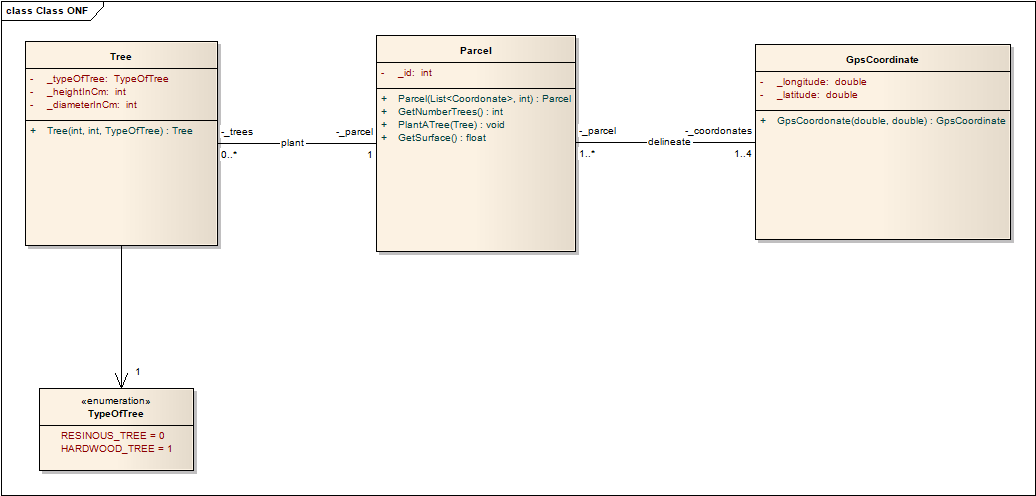 class Class ONF
Tree
- _typeOfTree: TypeOfTree
- _heightInCm: int
- _diameterInCm: int
+ Tree(int, int, TypeOfTree) : Tree
Parcel
- _id: int
+ Parcel(List<Coordonate>, int) : Parcel
+ GetNumberTrees() : int
+ PlantATree(Tree) : void
+ GetSurface() : float
GpsCoordinate
- _longitude: double
- _latitude: double
+ GpsCoordonate(double, double) : GpsCoordinate
-_trees
-_parcel
plant
0..*
1
-_parcel
-_coordonates
delineate
1..*
1..4
1
«enumeration»
TypeOfTree
RESINOUS_TREE = 0
HARDWOOD_TREE = 1